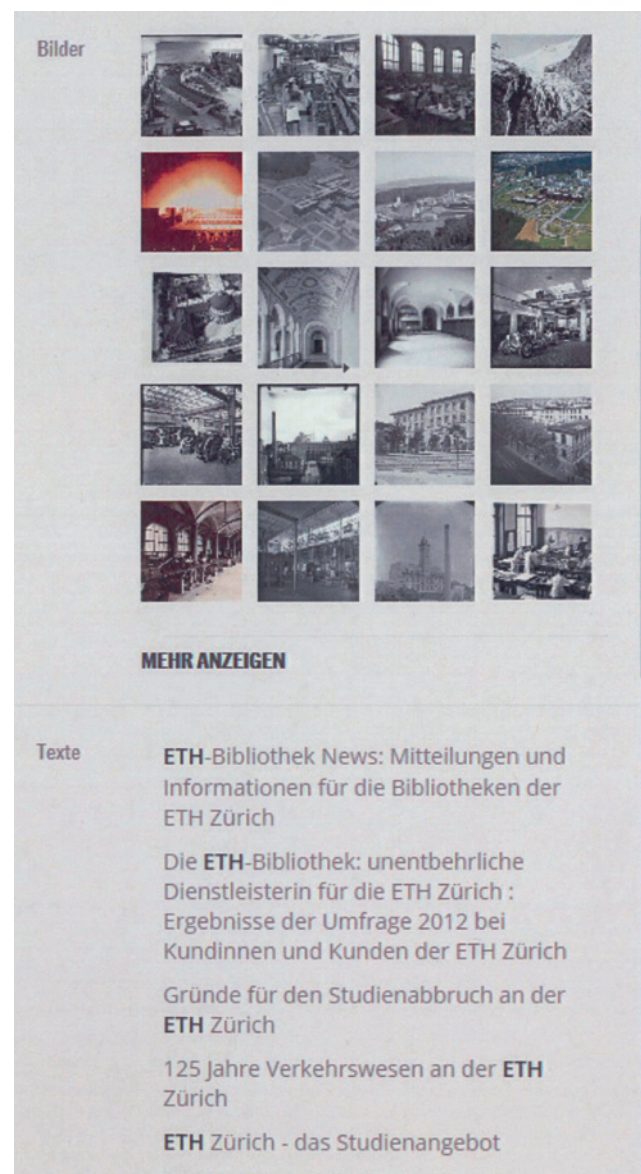 Bilder
MEHR ANZEIGEN
Texte
ETH-Bibliothek News: Mitteilungen und
Informationen für die Bibliotheken der
ETH Zürich
Die ETH-Bibliothek: unentbehrliche
Dienstleisterin für die ETH Zürich :
Ergebnisse der Umfrage 2012 bei
Kundinnen und Kunden der ETH Zürich
Gründe für den Studienabbruch an der
ETH Zürich
125 Jahre Verkehrswesen an der ETH
Zürich
ETH Zürich - das Studienangebot